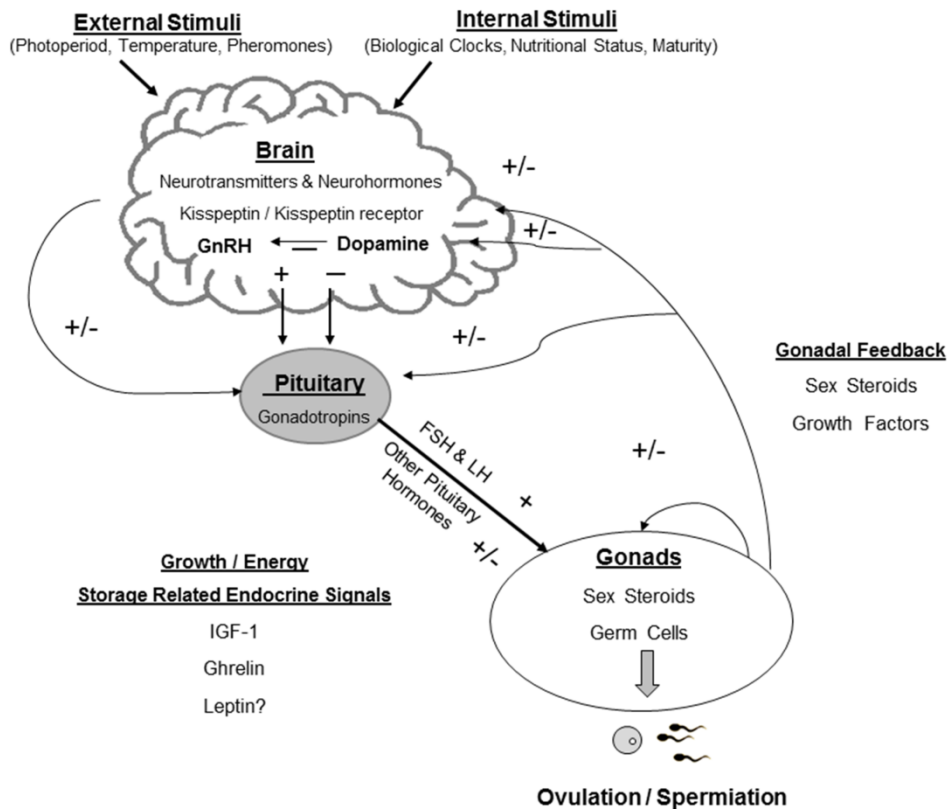 External Stimuli
(Photoperiod, Temperature, Pheromones)
Internal Stimuli
(Biological Clocks, Nutritional Status, Maturity)
Brain
Neurotransmitters & Neurohormones
Kisspeptin / Kisspeptin receptor
GnRH – Dopamine
+ –
+/-
+/-
+/-
+/-
Pituitary
Gonadotropins
Gonadal Feedback
Sex Steroids
Growth Factors
FSH & LH
+
Other Pituitary
Hormones
+/-
+/-
Gonads
Sex Steroids
Germ Cells
Growth / Energy
Storage Related Endocrine Signals
IGF-1
Ghrelin
Leptin?
Ovulation / Spermiation